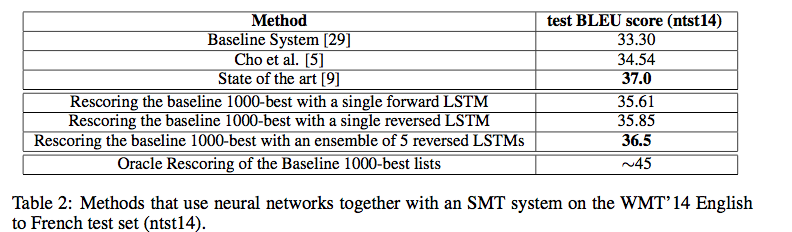 Method test BLEU score (ntst14)
Baseline System [29] 33.30
Cho et al. [5] 34.54
State of the art [9] 37.0
Rescoring the baseline 1000-best with a single forward LSTM 35.61
Rescoring the baseline 1000-best with a single reversed LSTM 35.85
Rescoring the baseline 1000-best with an ensemble of 5 reversed LSTMs 36.5
Oracle Rescoring of the Baseline 1000-best lists ∼45
Table 2: Methods that use neural networks together with an SMT system on the WMT'14 English
to French test set (ntst14).